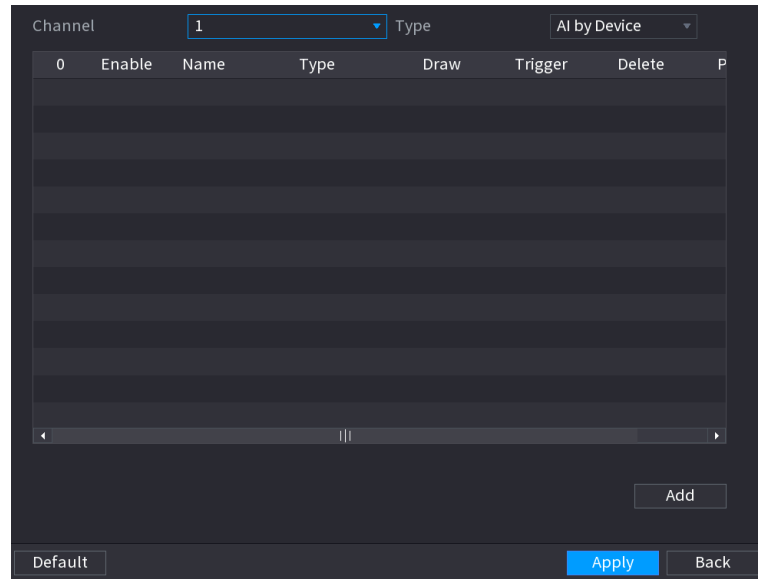 Channel 1 Type AI by Device
0 Enable Name Type Draw Trigger Delete P
Add
Default Apply Back